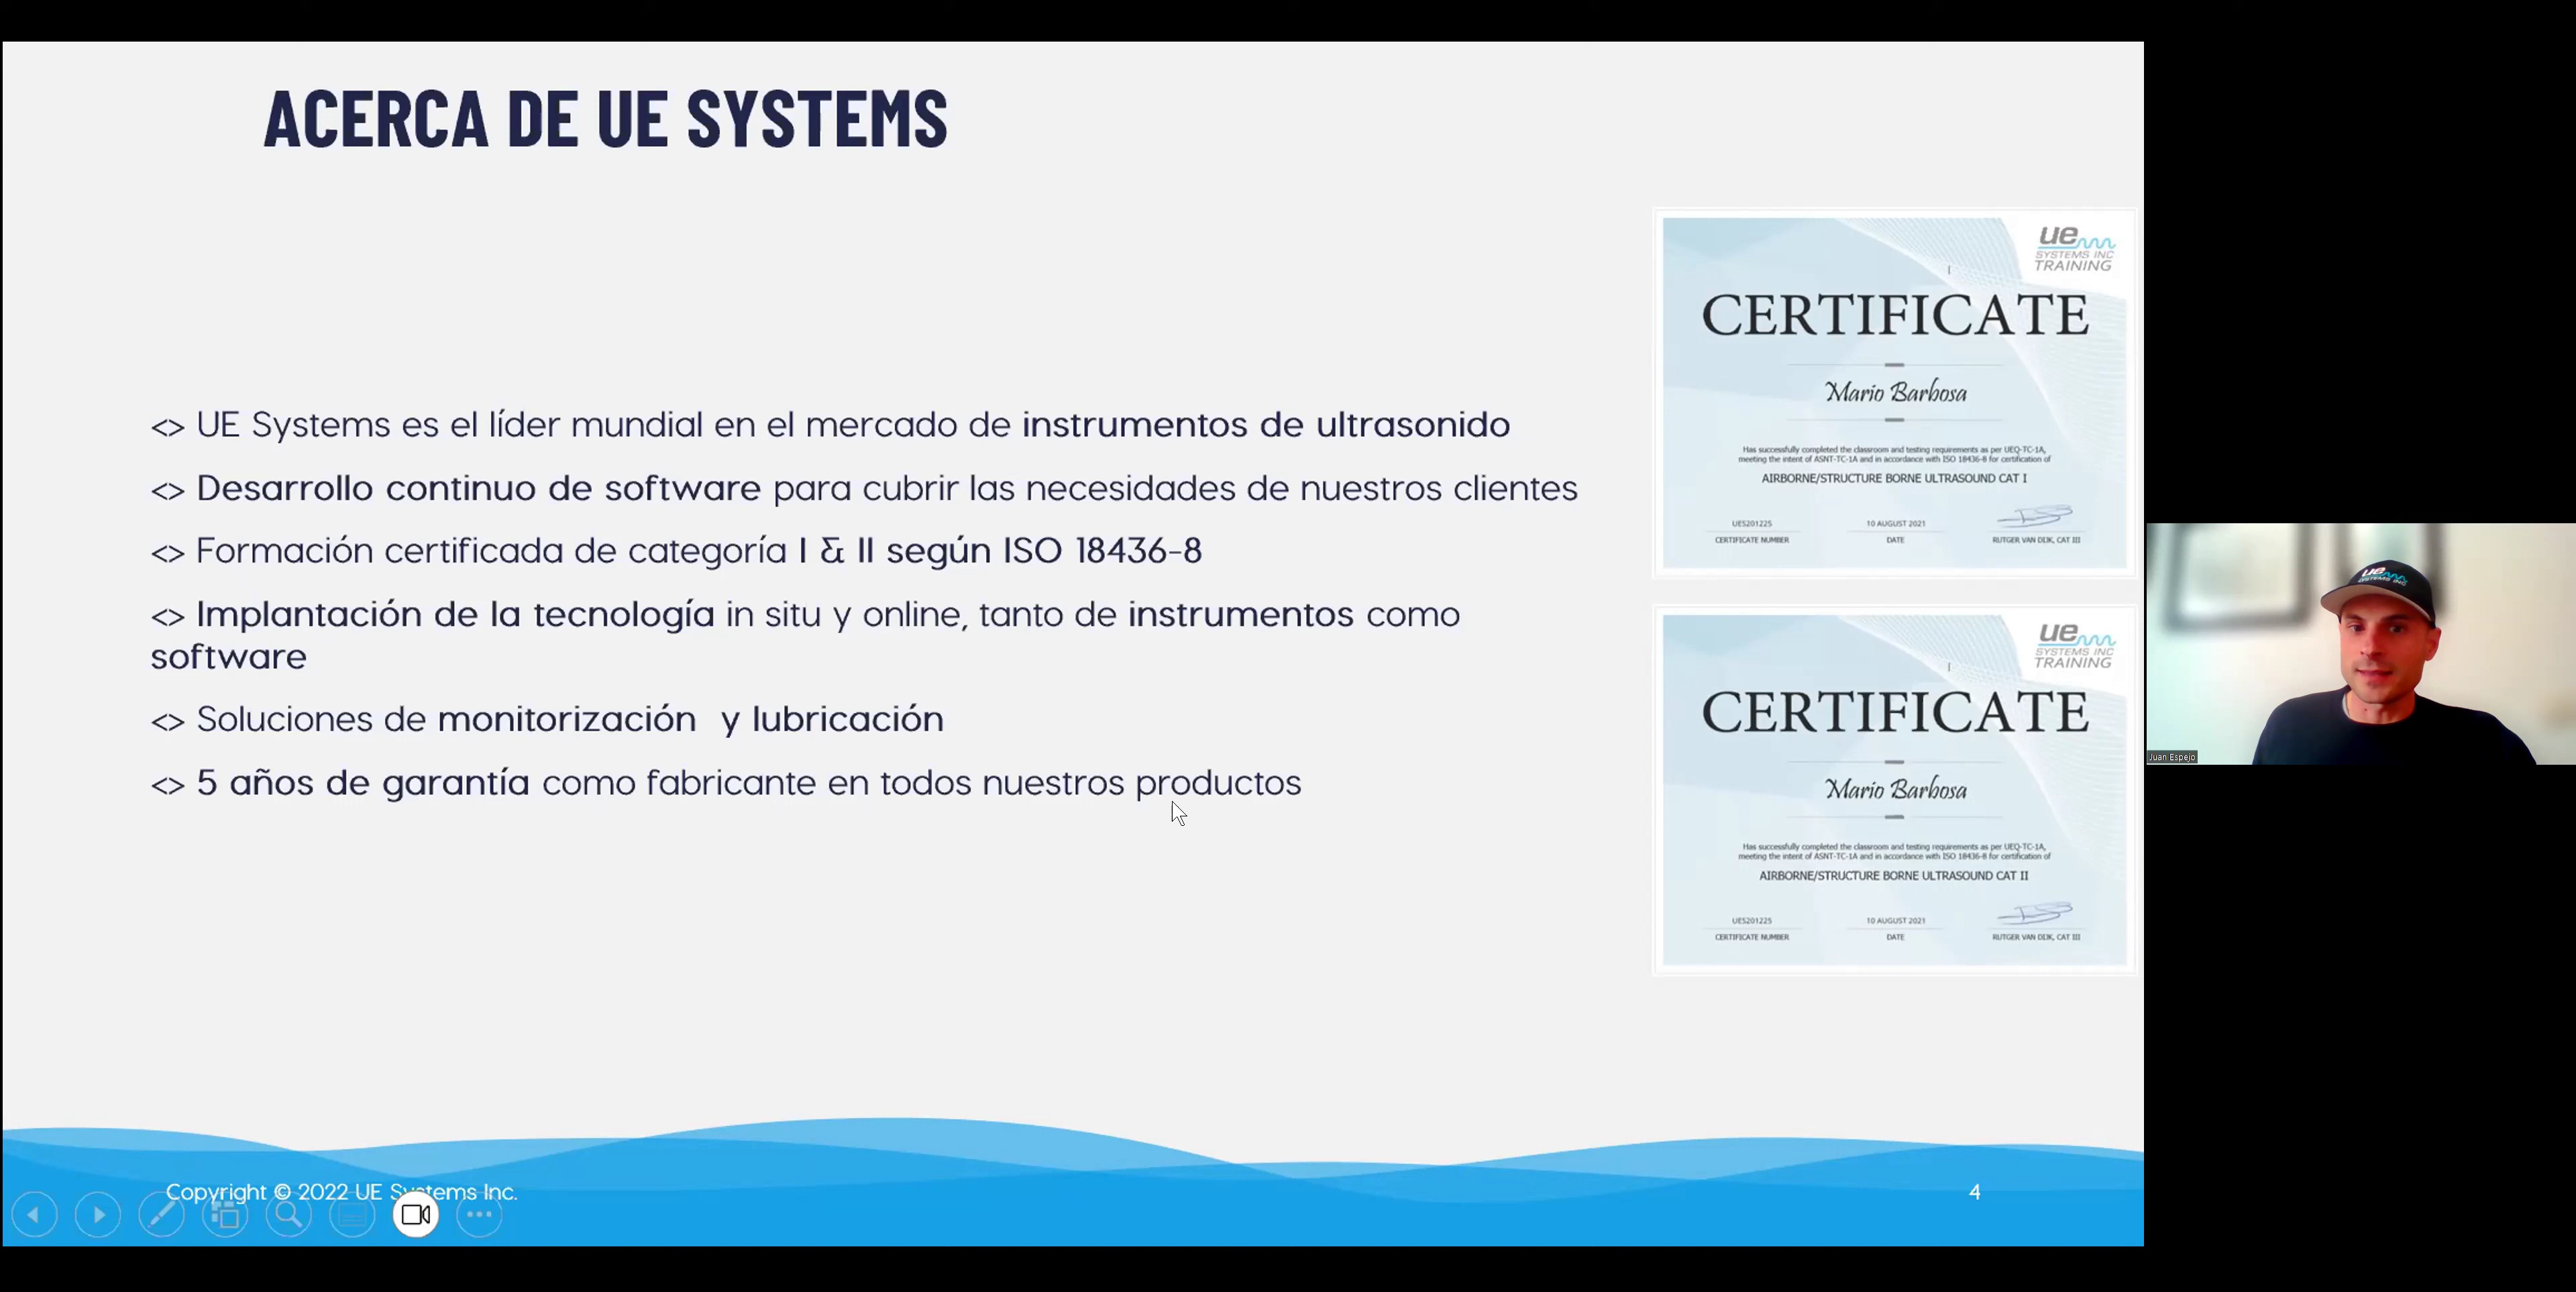 ACERCA DE UE SYSTEMS
<> UE Systems es el líder mundial en el mercado de instrumentos de ultrasonido
<> Desarrollo continuo de software para cubrir las necesidades de nuestros clientes
<> Formación certificada de categoría I & II según ISO 18436-8
<> Implantación de la tecnología in situ y online, tanto de instrumentos como
software
<> Soluciones de monitorización y lubricación
<> 5 años de garantía como fabricante en todos nuestros productos
ue
SYSTEMS INC
TRAINING
CERTIFICATE
Mario Barbosa
Has successfully completed the classroom and testing requirements as per UEQ-TC-1A,
meeting the intent of ASNT-TC-1A and in accordance with ISO 18436-8 for certification of
AIRBORNE/STRUCTURE BORNE ULTRASOUND CAT I
UES201225 10 AUGUST 2021
CERTIFICATE NUMBER DATE RUTGER VAN DIJK, CAT III
ue
SYSTEMS INC
TRAINING
CERTIFICATE
Mario Barbosa
Has successfully completed the classroom and testing requirements as per UEQ-TC-1A,
meeting the intent of ASNT-TC-1A and in accordance with ISO 18436-8 for certification of
AIRBORNE/STRUCTURE BORNE ULTRASOUND CAT II
UES201225 10 AUGUST 2021
CERTIFICATE NUMBER DATE RUTGER VAN DIJK, CAT III
ue
SYSTEMS INC
Juan Espejo
Copyright © 2022 UE Systems Inc.
4